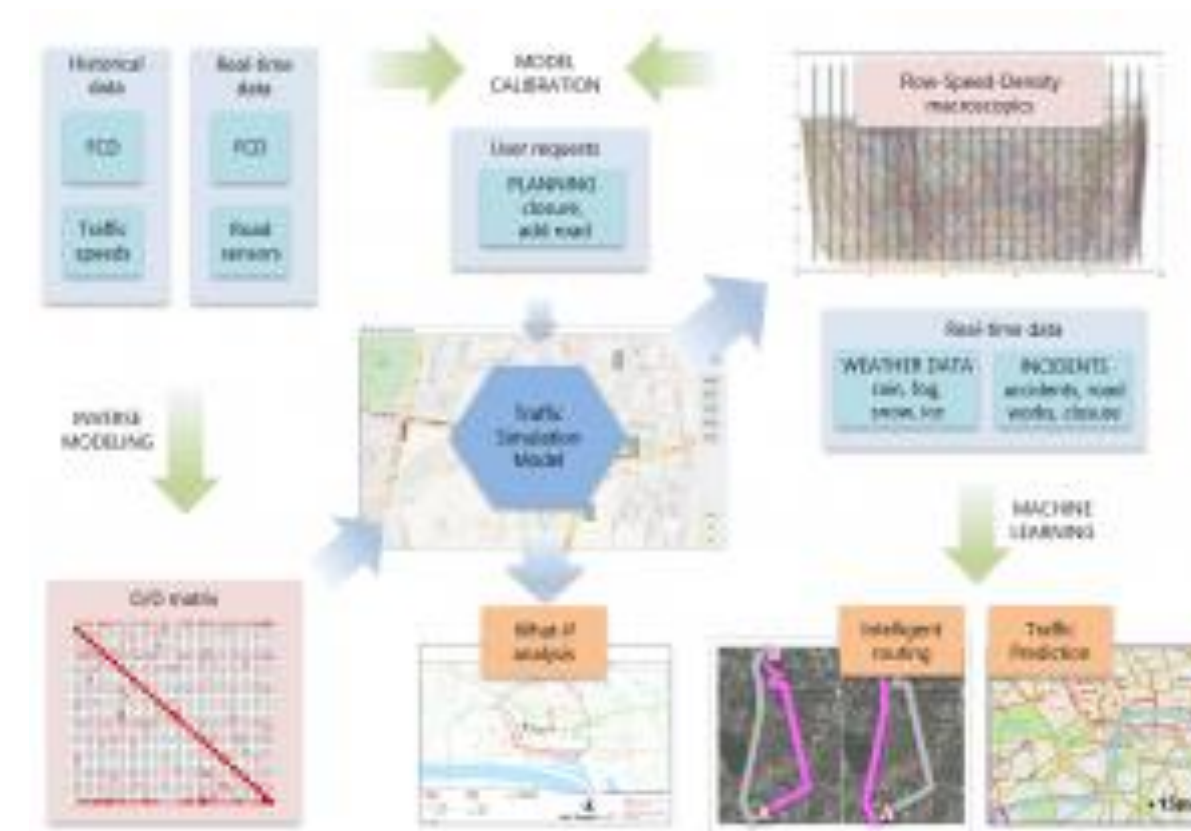 Historical
data
FCD
Traffic
speeds
Real-time
data
FCD
Road
sensors
MODEL
CALIBRATION
User requests
PLANNING
closure,
add road
Flow-Speed-Density
macroscopics
Real-time data
WEATHER DATA
rain, fog,
snow, ice
INCIDENTS
accidents, road
works, closure
INVERSE
MODELING
Traffic
Simulation
Model
MACHINE
LEARNING
O/D matrix
What if
analysis
Intelligent
routing
Traffic
Prediction